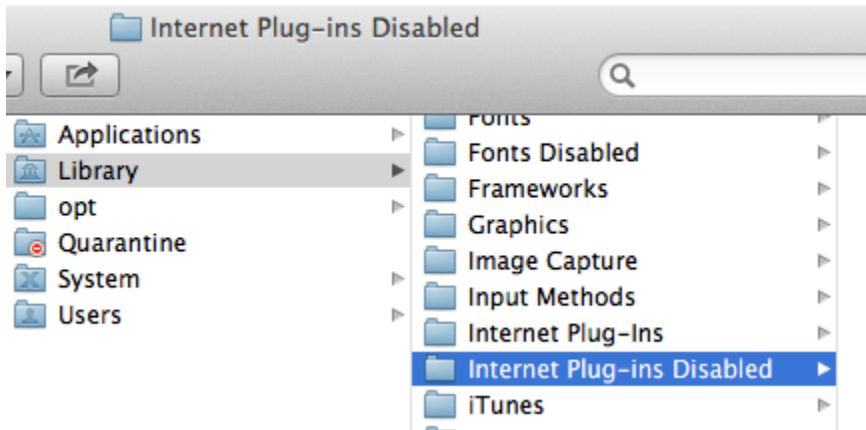 Internet Plug-ins Disabled
Applications
Library
opt
Quarantine
System
Users
Fonts
Fonts Disabled
Frameworks
Graphics
Image Capture
Input Methods
Internet Plug-Ins
Internet Plug-ins Disabled
iTunes